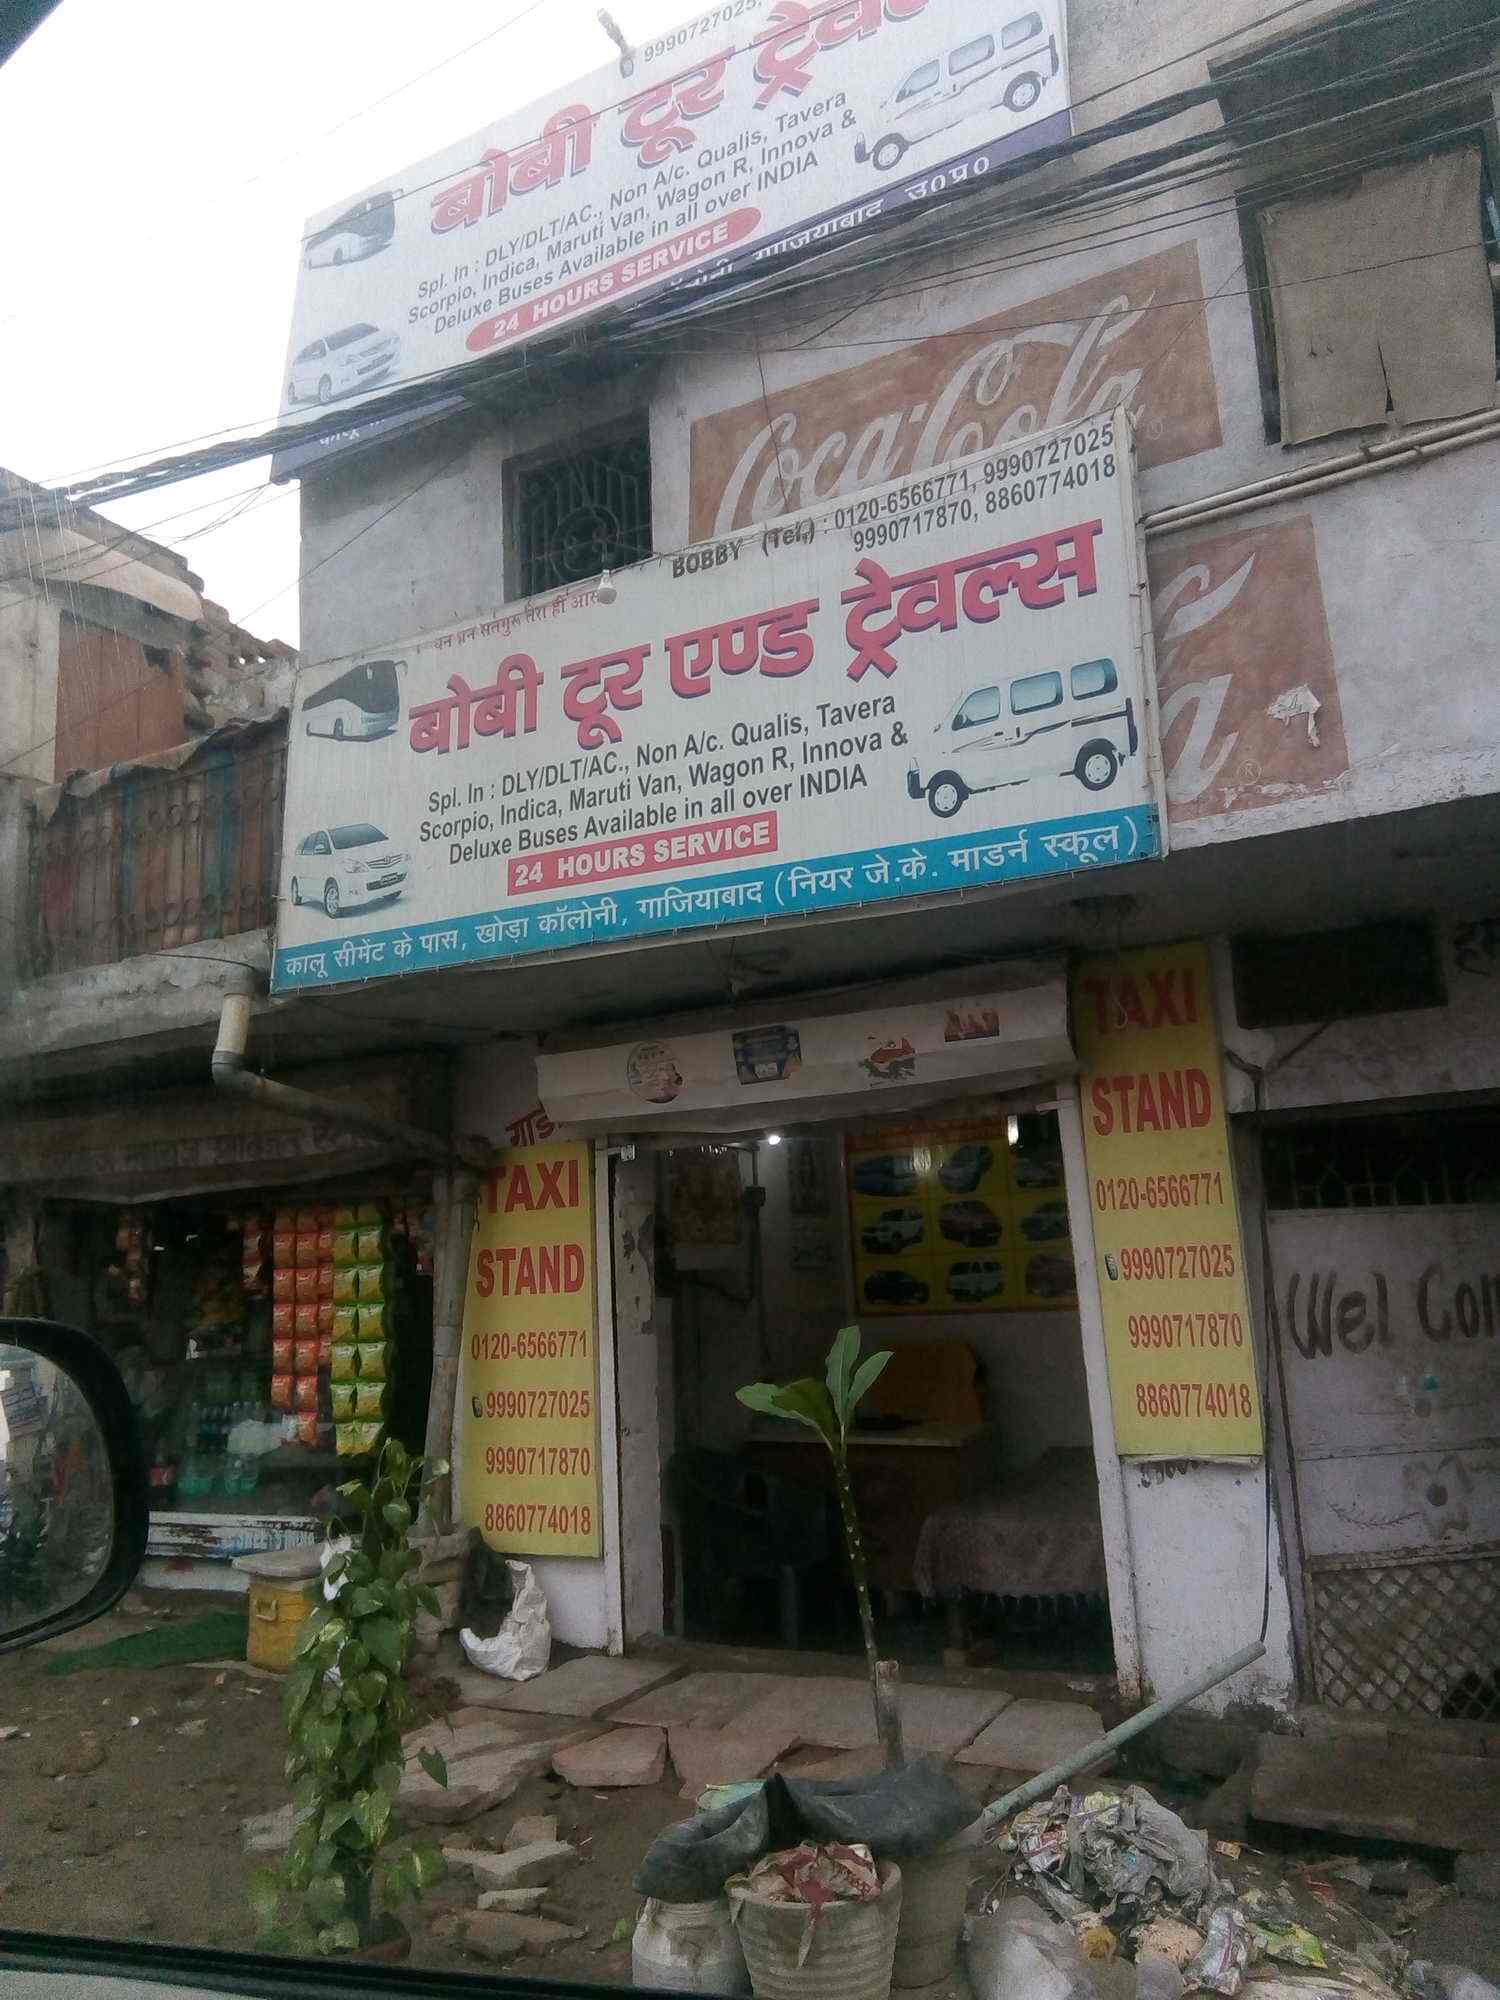 9990727025,
बोबी टूर
Spl. In : DLY/DLT/AC., Non A/c. Qualis, Tavera
Scorpio, Indica, Maruti Van, Wagon R, Innova &
Deluxe Buses Available in all over INDIA
24 HOURS SERVICE
गाजियाबाद उ0प्र0
Coca-Cola
BOBBY (Tel.) : 0120-6566771, 9990727025
9990717870, 8860774018
सतगुरू तेरा ही
बोबी टूर एण्ड ट्रेवल्स
Spl. In : DLY/DLT/AC., Non A/c. Qualis, Tavera
Scorpio, Indica, Maruti Van, Wagon R, Innova &
Deluxe Buses Available in all over INDIA
24 HOURS SERVICE
कालू सीमेंट के पास, खोड़ा कॉलोनी, गाजियाबाद (नियर जे.के. मार्डन स्कूल)
TAXI
STAND
0120-6566771
9990727025
9990717870
8860774018
TAXI
STAND
0120-6566771
9990727025
9990717870
8860774018
Wel Com